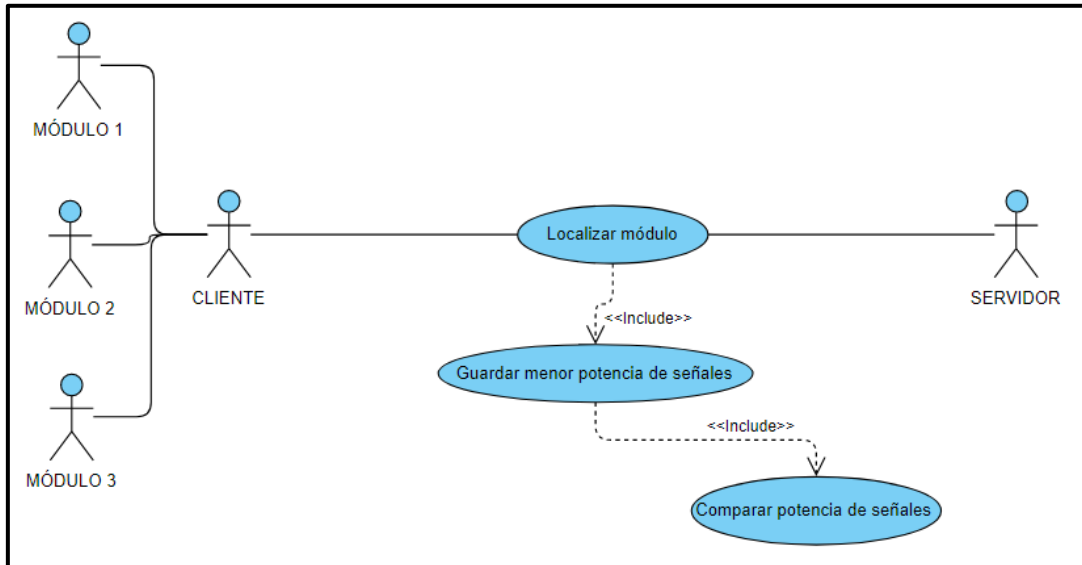 MÓDULO 1
MÓDULO 2
CLIENTE
Localizar módulo
SERVIDOR
<<Include>>
Guardar menor potencia de señales
<<Include>>
MÓDULO 3
Comparar potencia de señales